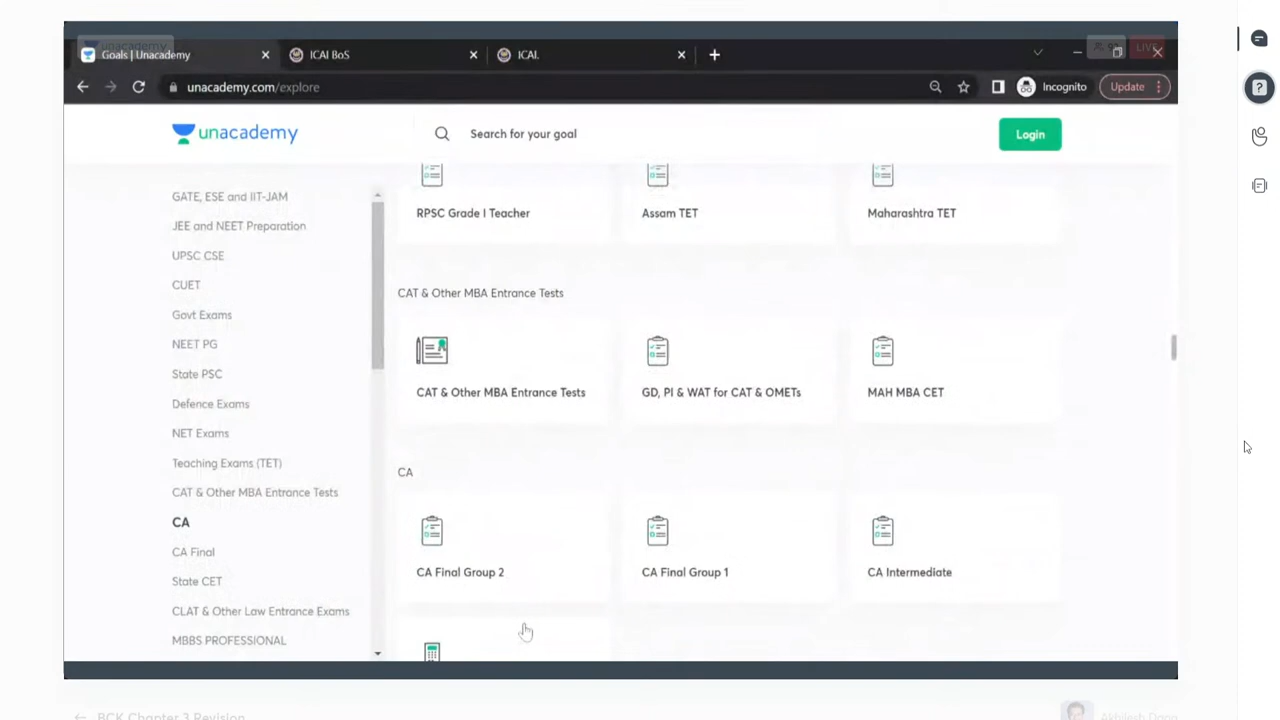 unacademy
Goals | Unacademy
ICAI BoS
ICAI.
LIVE
unacademy.com/explore
Incognito
Update
unacademy
Search for your goal
Login
GATE, ESE and IIT-JAM
JEE and NEET Preparation
UPSC CSE
CUET
Govt Exams
NEET PG
State PSC
Defence Exams
NET Exams
Teaching Exams (TET)
CAT & Other MBA Entrance Tests
CA
CA Final
State CET
CLAT & Other Law Entrance Exams
MBBS PROFESSIONAL
RPSC Grade I Teacher
Assam TET
Maharashtra TET
CAT & Other MBA Entrance Tests
CAT & Other MBA Entrance Tests
GD, PI & WAT for CAT & OMETs
MAH MBA CET
CA
CA Final Group 2
CA Final Group 1
CA Intermediate
BCK Chapter 3 Revision
Akhilesh